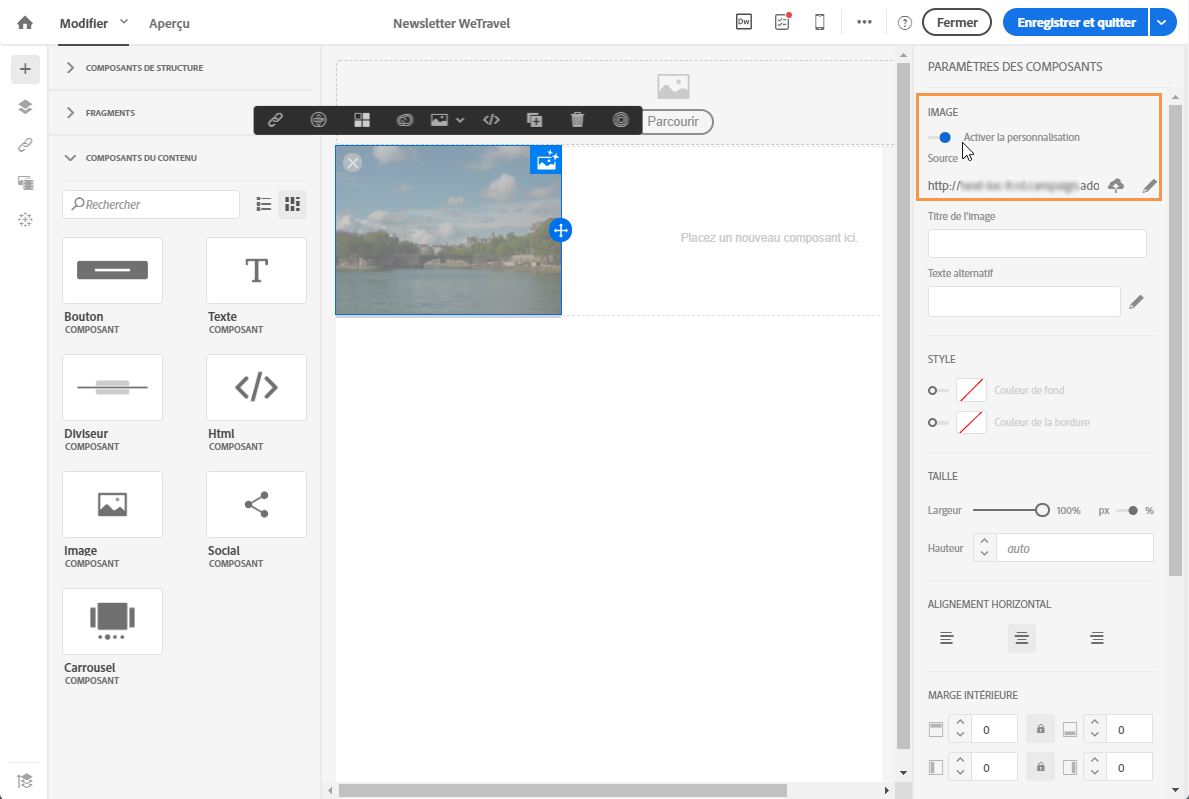 Modifier
Aperçu
Newsletter WeTravel
Dw
Fermer
Enregistrer et quitter
COMPOSANTS DE STRUCTURE
FRAGMENTS
COMPOSANTS DU CONTENU
Rechercher
Bouton
COMPOSANT
Texte
COMPOSANT
Diviseur
COMPOSANT
Html
COMPOSANT
Image
COMPOSANT
Social
COMPOSANT
Carrousel
COMPOSANT
Parcourir
Placez un nouveau composant ici.
PARAMÈTRES DES COMPOSANTS
IMAGE
Activer la personnalisation
Source
http:// ado
Titre de l'image
Texte alternatif
STYLE
Couleur de fond
Couleur de la bordure
TAILLE
Largeur 100% px %
Hauteur auto
ALIGNEMENT HORIZONTAL
MARGE INTÉRIEURE
0 0
0 0